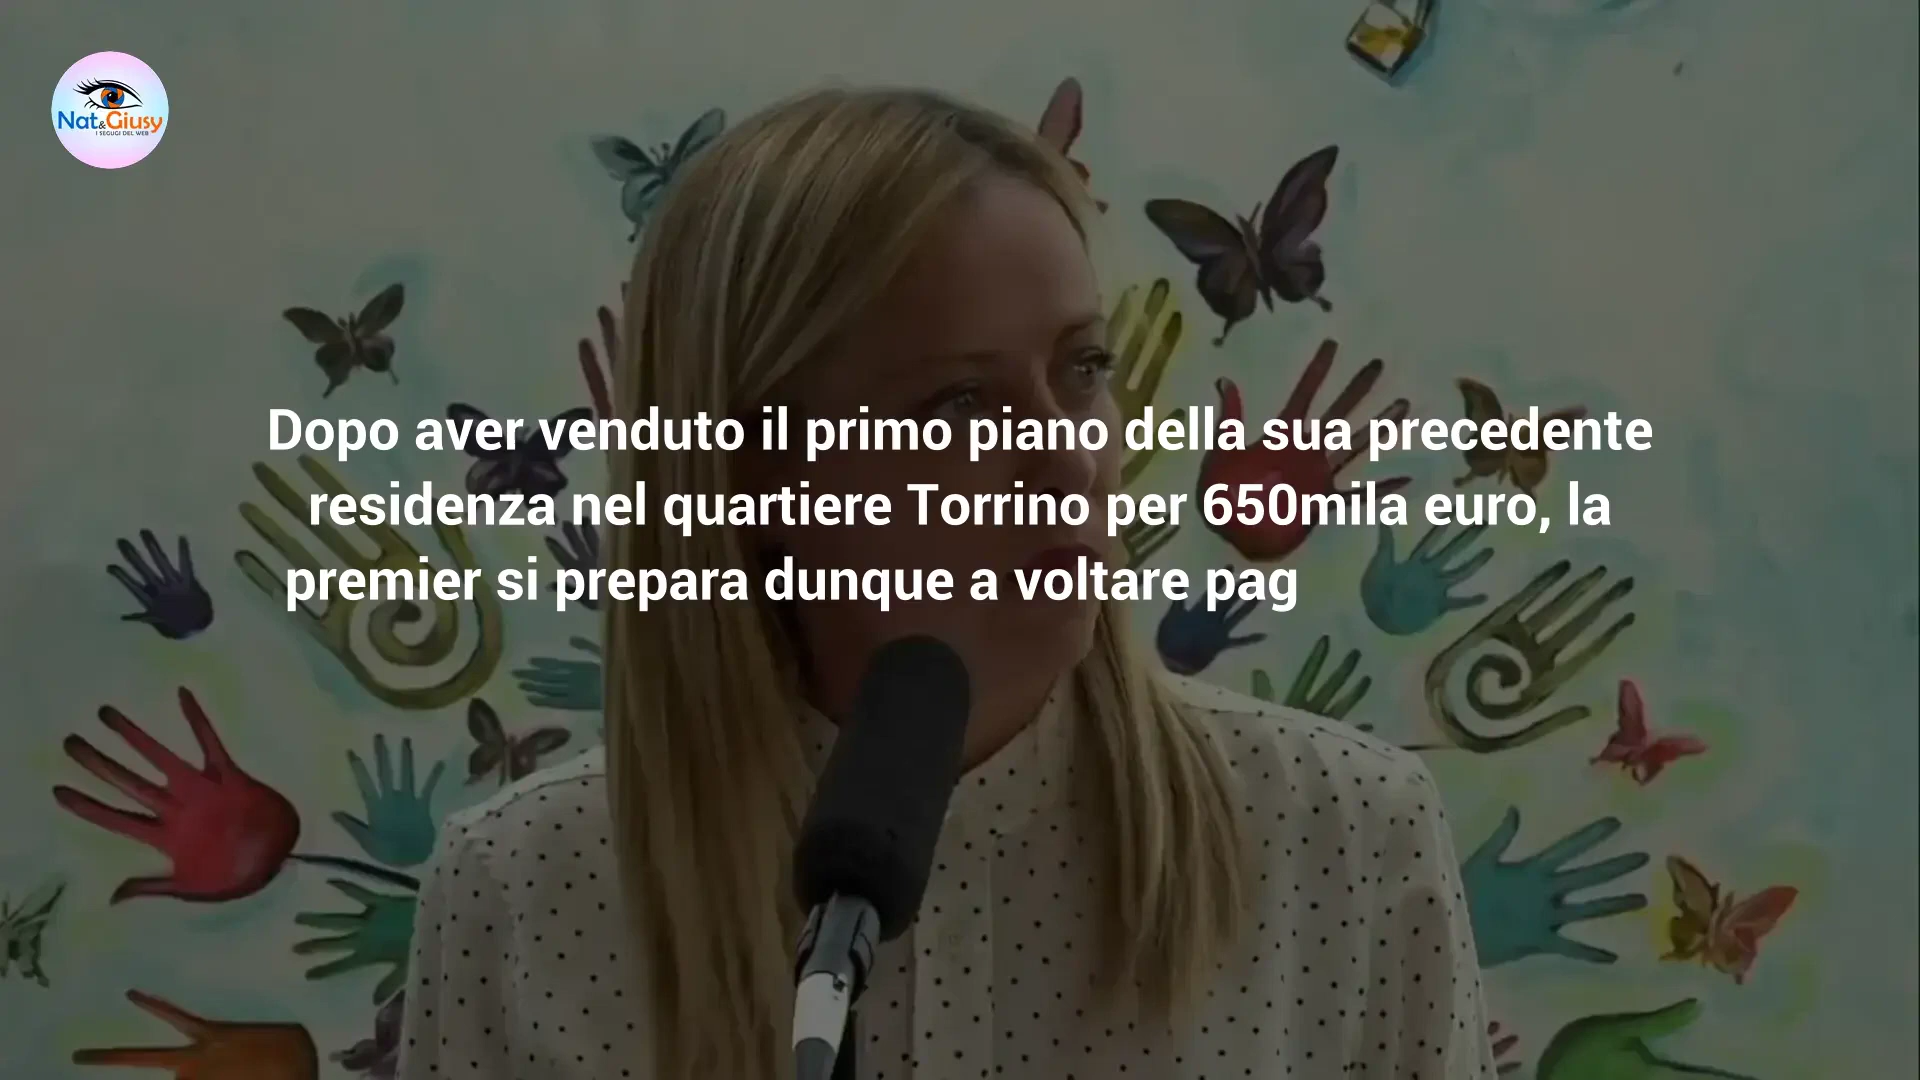 Nat&Giusy
I SEGUGI DEL WEB
Dopo aver venduto il primo piano della sua precedente
residenza nel quartiere Torrino per 650mila euro, la
premier si prepara dunque a voltare pag